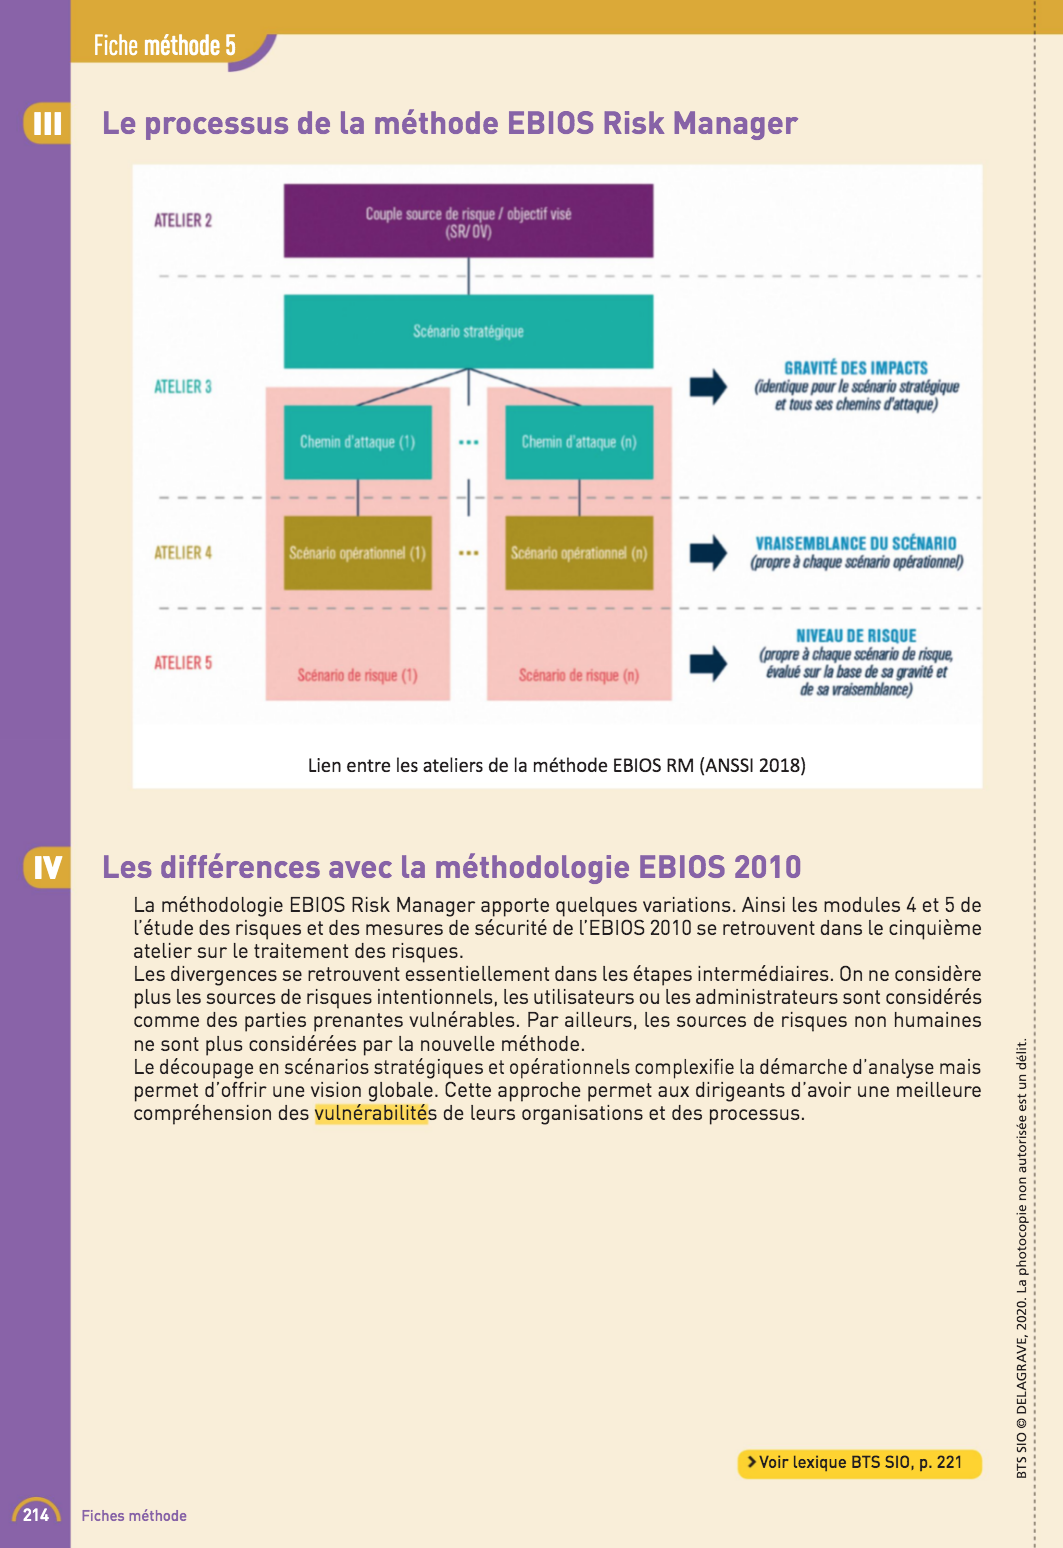 Fiche méthode 5
III
Le processus de la méthode EBIOS Risk Manager
ATELIER 2
Couple source de risque / objectif visé
(SR/OV)
Scénario stratégique
ATELIER 3
GRAVITÉ DES IMPACTS
(identique pour le scénario stratégique
et tous ses chemins d'attaque)
Chemin d'attaque (1)
...
Chemin d'attaque (n)
ATELIER 4
Scénario opérationnel (1)
...
Scénario opérationnel (n)
VRAISEMBLANCE DU SCÉNARIO
(propre à chaque scénario opérationnel)
ATELIER 5
Scénario de risque (1)
Scénario de risque (n)
NIVEAU DE RISQUE
(propre à chaque scénario de risque,
évalué sur la base de sa gravité et
de sa vraisemblance)
Lien entre les ateliers de la méthode EBIOS RM (ANSSI 2018)
IV
Les différences avec la méthodologie EBIOS 2010
La méthodologie EBIOS Risk Manager apporte quelques variations. Ainsi les modules 4 et 5 de
l'étude des risques et des mesures de sécurité de l'EBIOS 2010 se retrouvent dans le cinquième
atelier sur le traitement des risques.
Les divergences se retrouvent essentiellement dans les étapes intermédiaires. On ne considère
plus les sources de risques intentionnels, les utilisateurs ou les administrateurs sont considérés
comme des parties prenantes vulnérables. Par ailleurs, les sources de risques non humaines
ne sont plus considérées par la nouvelle méthode.
Le découpage en scénarios stratégiques et opérationnels complexifie la démarche d'analyse mais
permet d'offrir une vision globale. Cette approche permet aux dirigeants d'avoir une meilleure
compréhension des vulnérabilités de leurs organisations et des processus.
BTS SIO © DELAGRAVE, 2020. La photocopie non autorisée est un délit.
> Voir lexique BTS SIO, p. 221
214
Fiches méthode